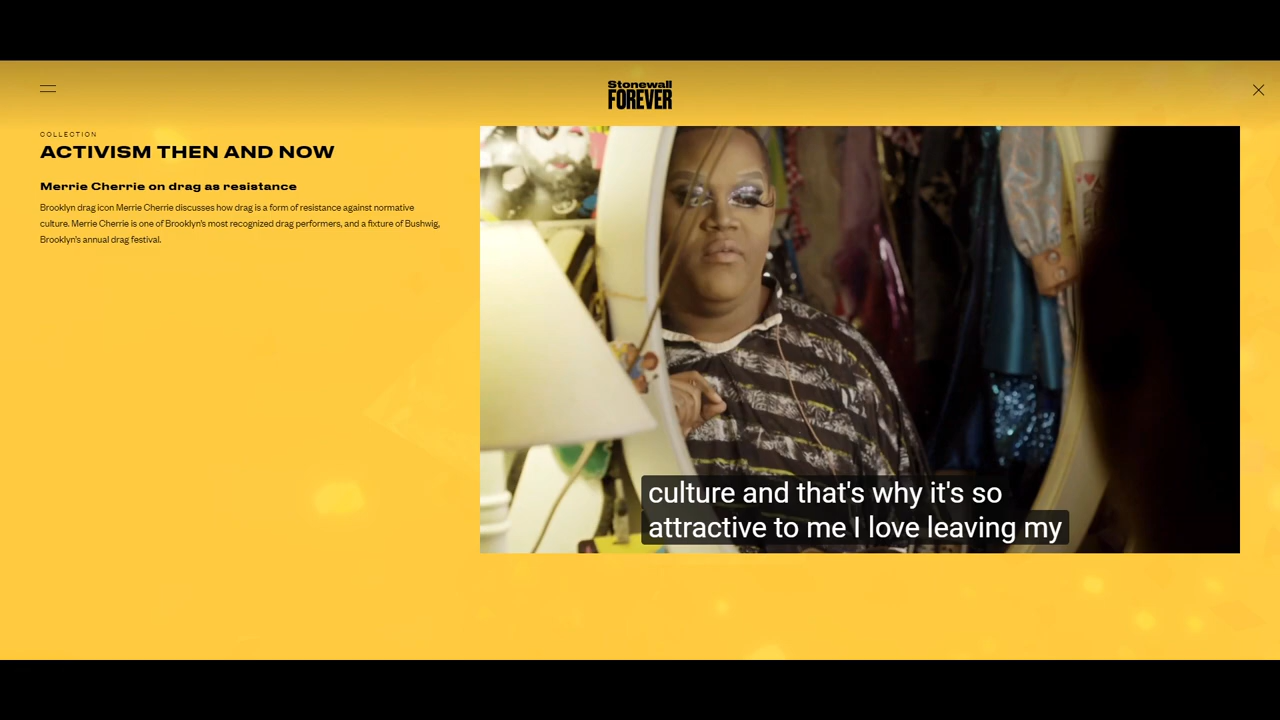 Stonewall
FOREVER
COLLECTION
ACTIVISM THEN AND NOW
Merrie Cherrie on drag as resistance
Brooklyn drag icon Merrie Cherrie discusses how drag is a form of resistance against normative
culture. Merrie Cherrie is one of Brooklyn's most recognized drag performers, and a fixture of Bushwig,
Brooklyn's annual drag festival.
culture and that's why it's so
attractive to me I love leaving my